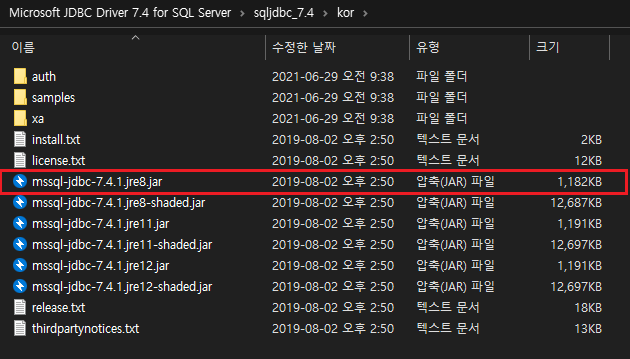 Microsoft JDBC Driver 7.4 for SQL Server > sqljdbc_7.4 > kor >
이름 수정한 날짜 유형 크기
auth 2021-06-29 오전 9:38 파일 폴더
samples 2021-06-29 오전 9:38 파일 폴더
xa 2021-06-29 오전 9:38 파일 폴더
install.txt 2019-08-02 오후 2:50 텍스트 문서 2KB
license.txt 2019-08-02 오후 2:50 텍스트 문서 12KB
mssql-jdbc-7.4.1.jre8.jar 2019-08-02 오후 2:50 압축(JAR) 파일 1,182KB
mssql-jdbc-7.4.1.jre8-shaded.jar 2019-08-02 오후 2:50 압축(JAR) 파일 12,687KB
mssql-jdbc-7.4.1.jre11.jar 2019-08-02 오후 2:50 압축(JAR) 파일 1,191KB
mssql-jdbc-7.4.1.jre11-shaded.jar 2019-08-02 오후 2:50 압축(JAR) 파일 12,697KB
mssql-jdbc-7.4.1.jre12.jar 2019-08-02 오후 2:50 압축(JAR) 파일 1,191KB
mssql-jdbc-7.4.1.jre12-shaded.jar 2019-08-02 오후 2:50 압축(JAR) 파일 12,697KB
release.txt 2019-08-02 오후 2:50 텍스트 문서 18KB
thirdpartynotices.txt 2019-08-02 오후 2:50 텍스트 문서 13KB